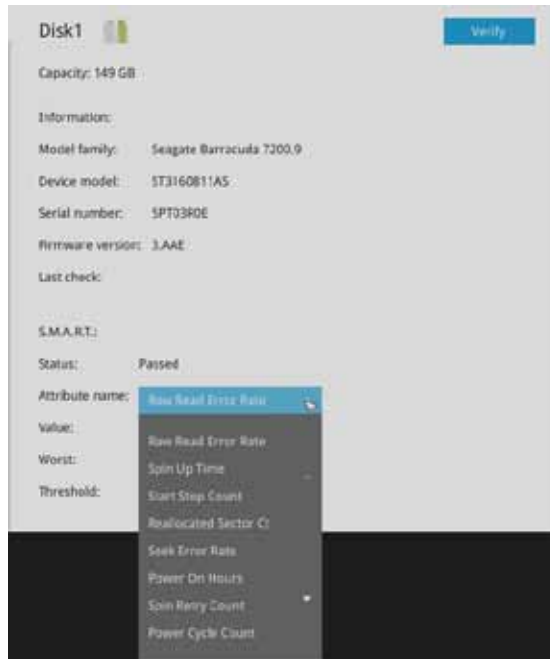 Disk1
Verify
Capacity: 149 GB
Information:
Model family: Seagate Barracuda 7200.9
Device model: ST3160811AS
Serial number: 5PT03R0E
Firmware version: 3.AAE
Last check:
S.M.A.R.T.:
Status: Passed
Attribute name: Raw Read Error Rate
Value:
Worst:
Threshold:
Raw Read Error Rate
Spin Up Time
Start Stop Count
Reallocated Sector Ct
Seek Error Rate
Power On Hours
Spin Retry Count
Power Cycle Count